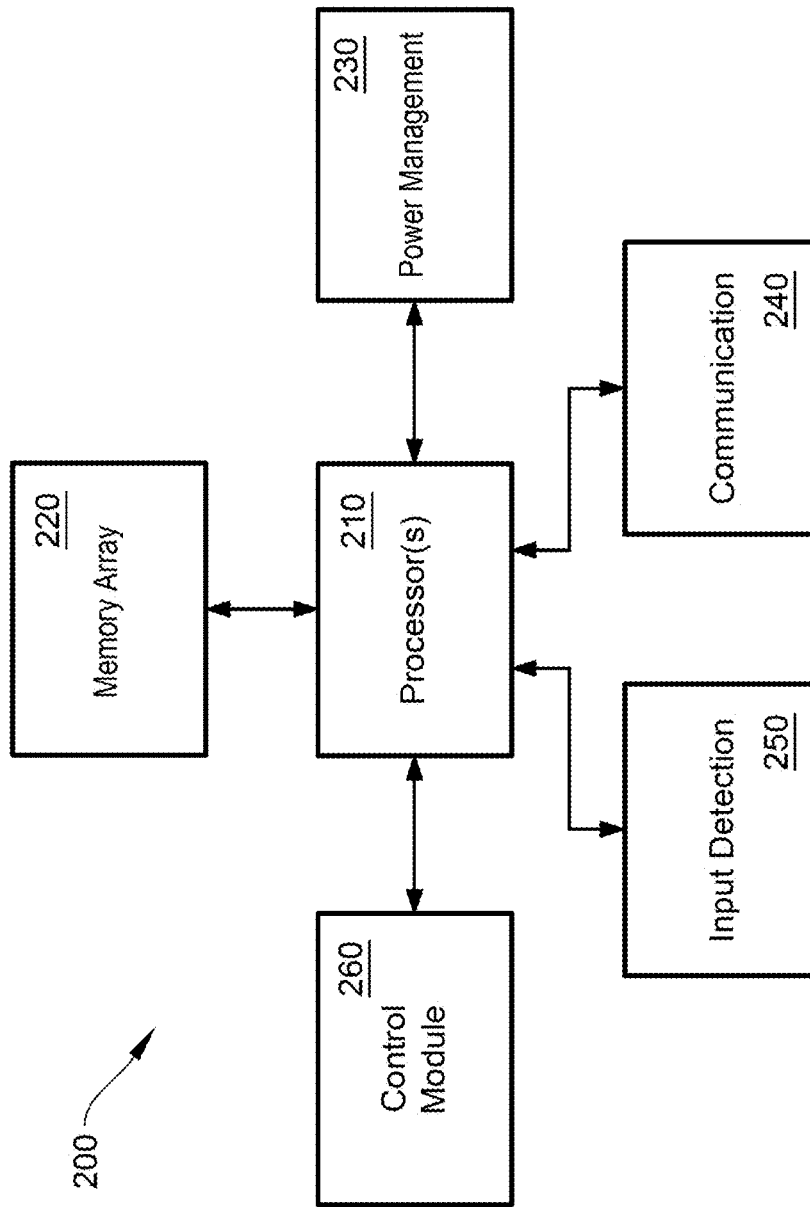 200
220
Memory Array
260
Control
Module
210
Processor(s)
230
Power Management
Input Detection
250
Communication
240